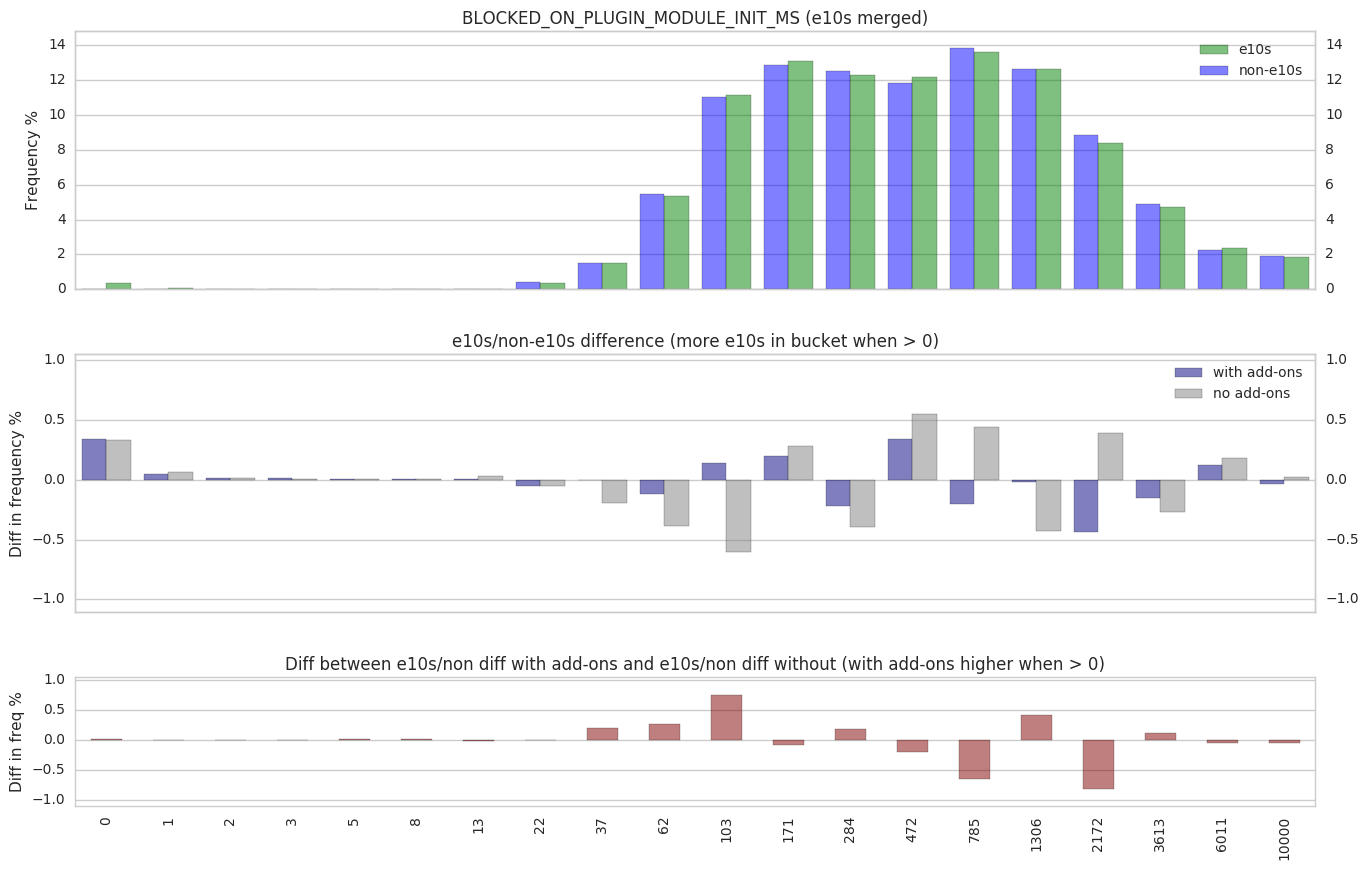 BLOCKED_ON_PLUGIN_MODULE_INIT_MS (e10s merged)
Frequency %
14
12
10
8
6
4
2
0
14
12
10
8
6
4
2
0
e10s
non-e10s
e10s/non-e10s difference (more e10s in bucket when > 0)
Diff in frequency %
1.0
0.5
0.0
−0.5
−1.0
1.0
0.5
0.0
−0.5
−1.0
with add-ons
no add-ons
Diff between e10s/non diff with add-ons and e10s/non diff without (with add-ons higher when > 0)
Diff in freq %
1.0
0.5
0.0
−0.5
−1.0
0 1 2 3 5 8 13 22 37 62 103 171 284 472 785 1306 2172 3613 6011 10000